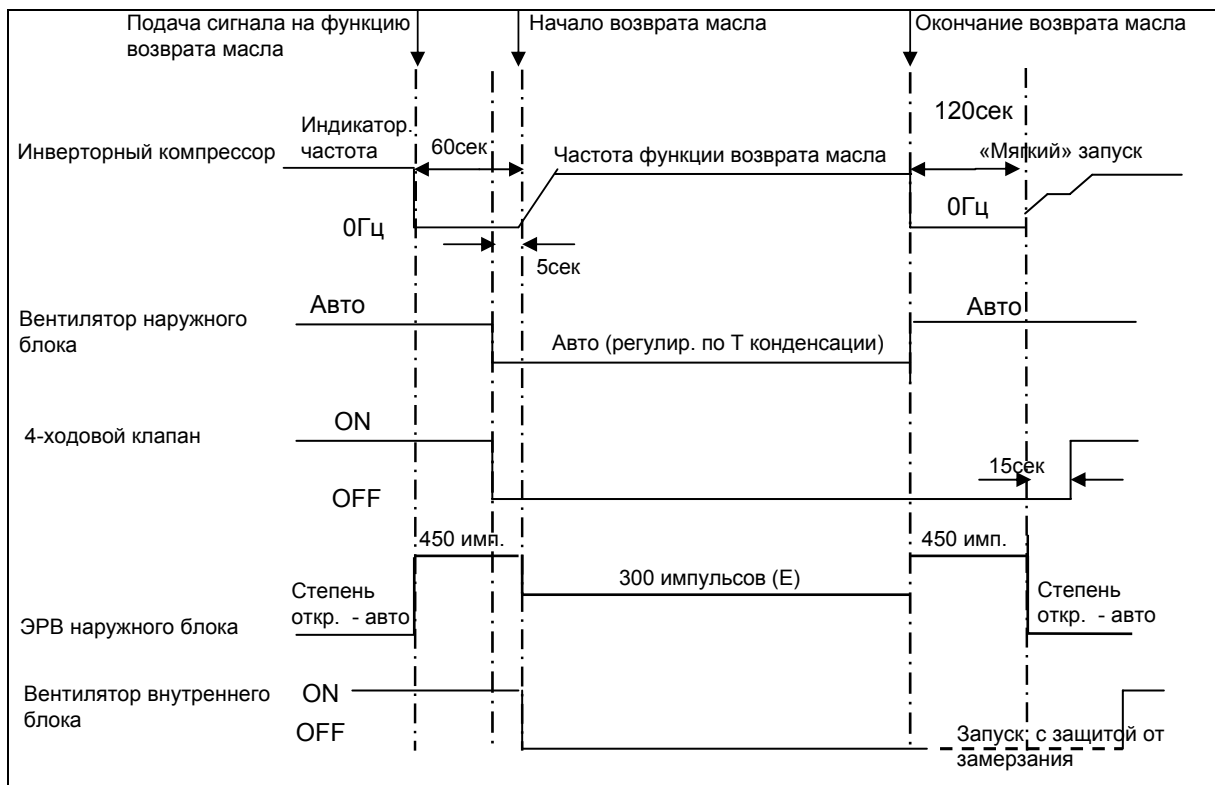 Подача сигнала на функцию
возврата масла
Начало возврата масла
Окончание возврата масла
120сек
Инверторный компрессор
Индикатор.
частота
60сек
Частота функции возврата масла
«Мягкий» запуск
0Гц
0Гц
5сек
Вентилятор наружного
блока
Авто
Авто (регулир. по Т конденсации)
Авто
4-ходовой клапан
ON
OFF
15сек
ЭРВ наружного блока
Степень
откр. - авто
450 имп.
300 импульсов (Е)
450 имп.
Степень
откр. - авто
Вентилятор внутреннего
блока
ON
OFF
Запуск с защитой от
замерзания